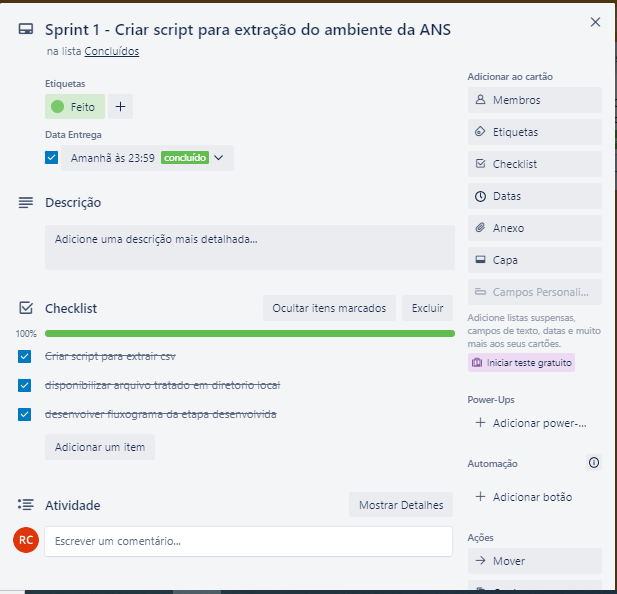 Sprint 1 - Criar script para extração do ambiente da ANS
na lista Concluídos
Etiquetas
Feito
Data Entrega
Amanhã às 23:59 concluído
Descrição
Adicione uma descrição mais detalhada...
Checklist
Ocultar itens marcados
Excluir
100%
Criar script para extrair csv
disponibilizar arquivo tratado em diretorio local
desenvolver fluxograma da etapa desenvolvida
Adicionar um item
Atividade
Mostrar Detalhes
RC
Escrever um comentário...
Adicionar ao cartão
Membros
Etiquetas
Checklist
Datas
Anexo
Capa
Campos Personali...
Adicione listas suspensas,
campos de texto, datas e muito
mais aos seus cartões.
Iniciar teste gratuito
Power-Ups
Adicionar power-...
Automação
Adicionar botão
Ações
Mover